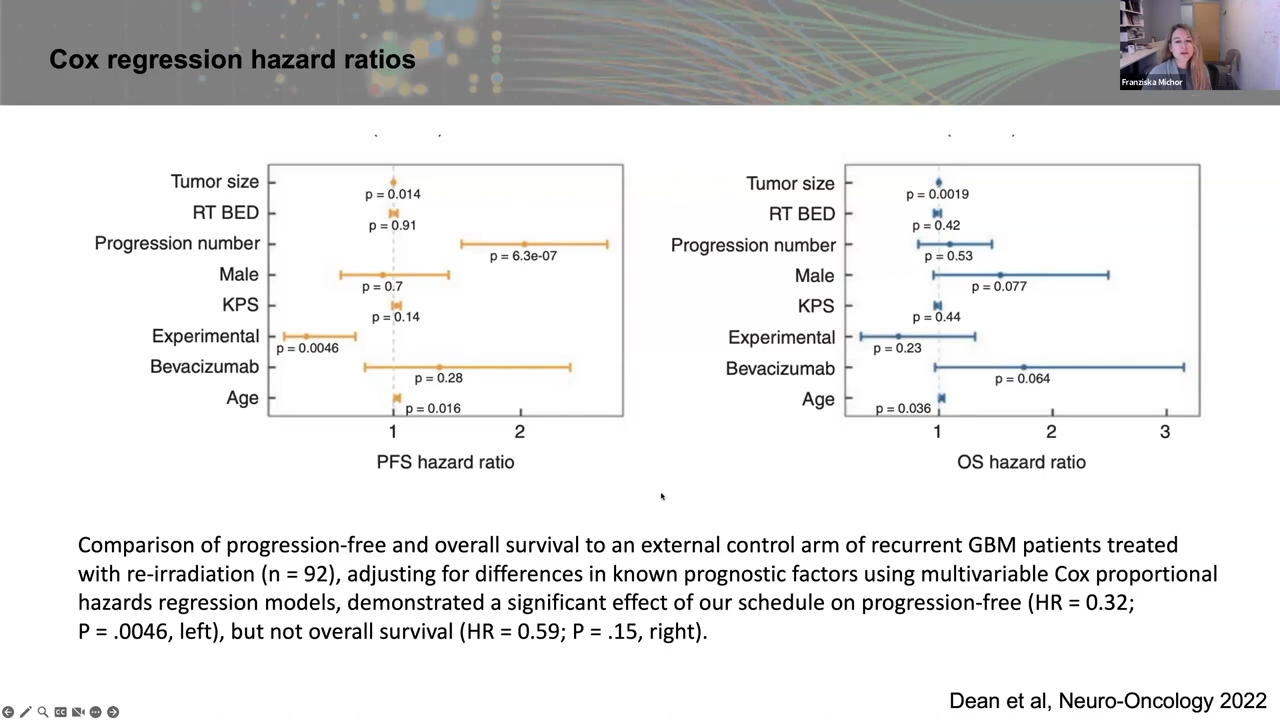 Cox regression hazard ratios
Franziska Michor
Tumor size
p = 0.014
RT BED
p = 0.91
Progression number
p = 6.3e-07
Male
p = 0.7
KPS
p = 0.14
Experimental
p = 0.0046
Bevacizumab
p = 0.28
Age
p = 0.016
1 2
PFS hazard ratio
Tumor size
p = 0.0019
RT BED
p = 0.42
Progression number
p = 0.53
Male
p = 0.077
KPS
p = 0.44
Experimental
p = 0.23
Bevacizumab
p = 0.064
Age
p = 0.036
1 2 3
OS hazard ratio
Comparison of progression-free and overall survival to an external control arm of recurrent GBM patients treated
with re-irradiation (n = 92), adjusting for differences in known prognostic factors using multivariable Cox proportional
hazards regression models, demonstrated a significant effect of our schedule on progression-free (HR = 0.32;
P = .0046, left), but not overall survival (HR = 0.59; P = .15, right).
Dean et al, Neuro-Oncology 2022
CC